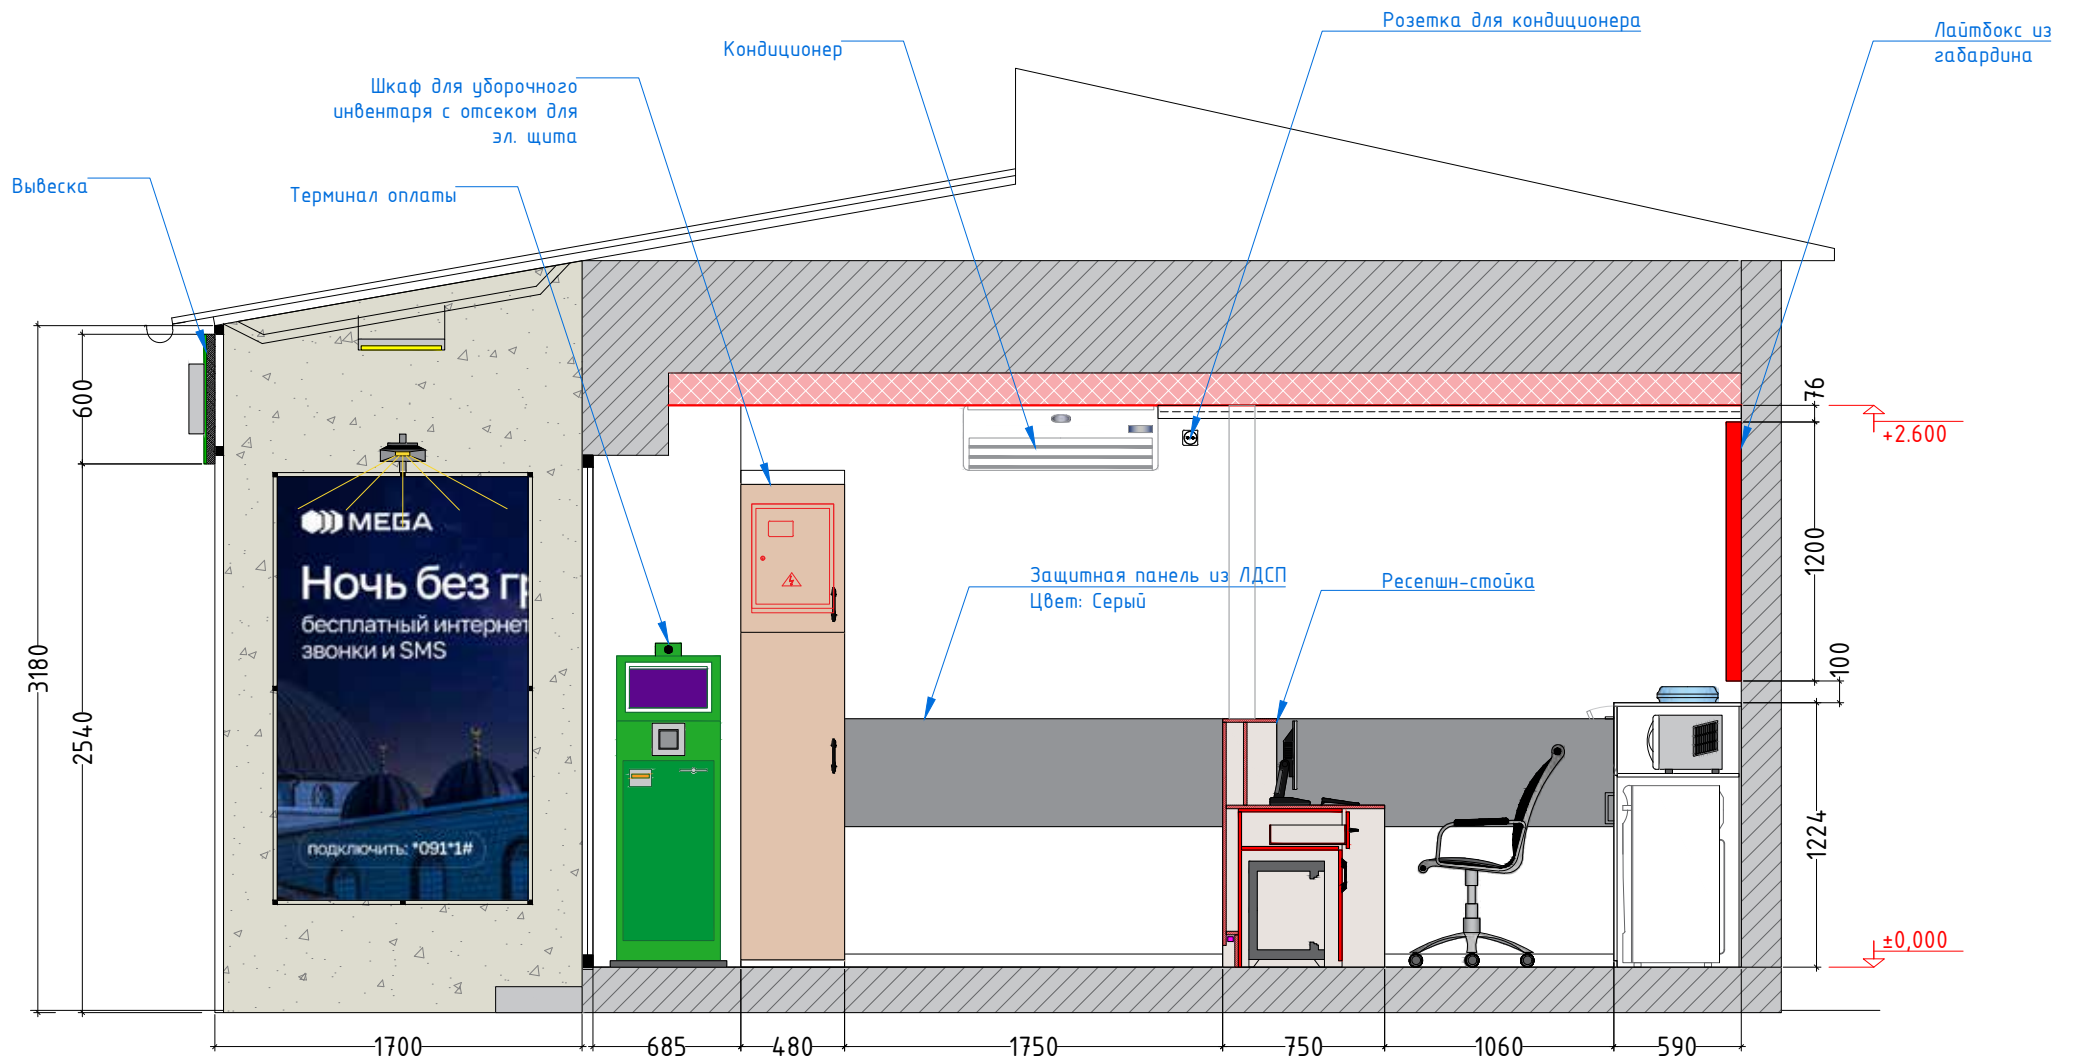 Розетка для кондиционера
Лайтбокс из
габардина
Кондиционер
Шкаф для уборочного
инвентаря с отсеком для
эл. щита
Вывеска
Терминал оплаты
600
2540
3180
76
+2.600
1200
100
1224
±0,000
MEGA
Ночь без гр
бесплатный интернет
звонки и SMS
подключить: *091*1#
Защитная панель из ЛДСП
Цвет: Серый
Ресепшн-стойка
1700
685
480
1750
750
1060
590